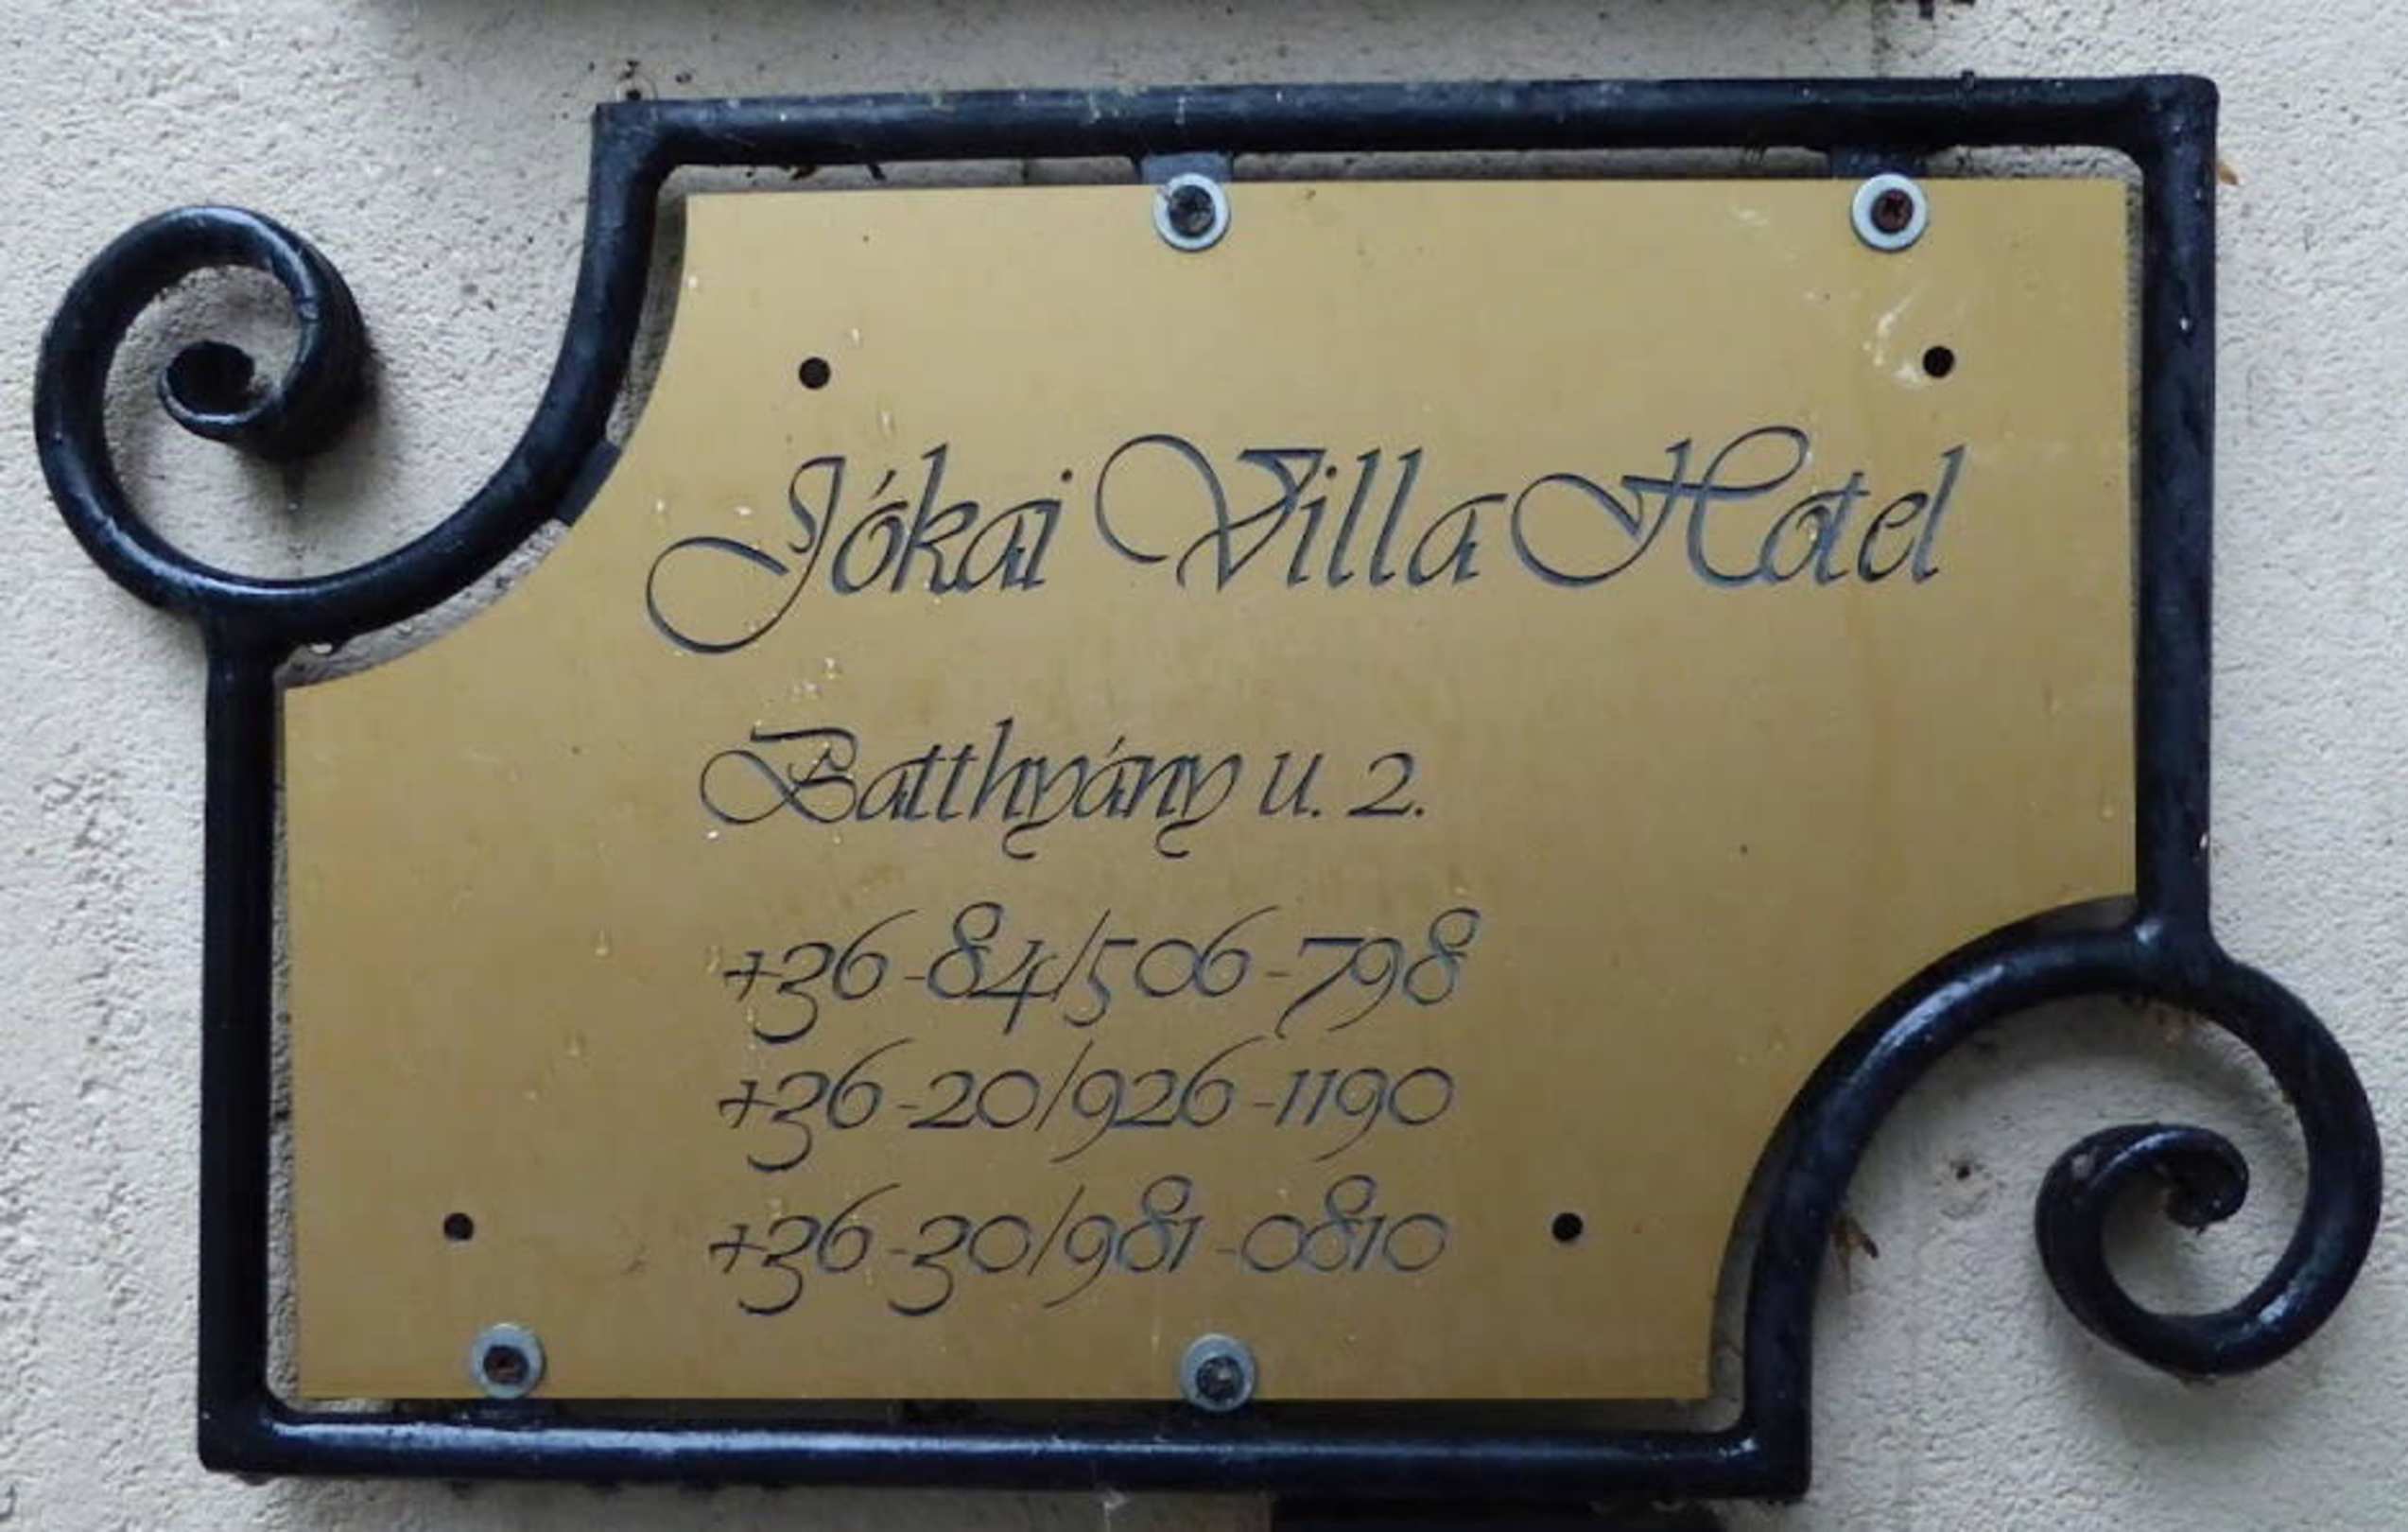 Jókai Villa Hotel
Batthyány u. 2.
+36-84/506-798
+36-20/926-1190
+36-30/981-0810